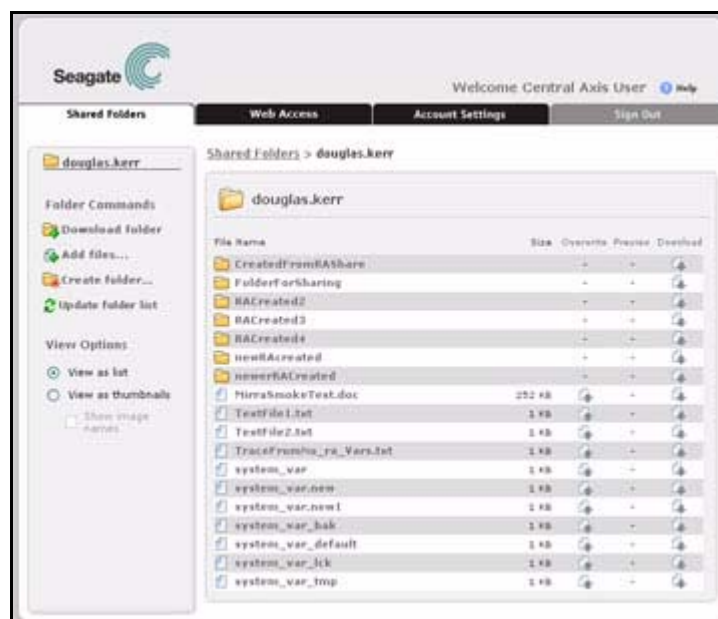 Seagate
Welcome Central Axis User Help
Shared Folders Web Access Account Settings Sign Out
douglas.kerr
Folder Commands
Download folder
Add files...
Create folder...
Update folder list
View Options
View as list
View as thumbnails
Show image names
Shared Folders > douglas.kerr
douglas.kerr
File Name Size Overwrite Preview Download
CreatedFromRAShare - -
FolderForSharing - -
RACreated2 - -
RACreated3 - -
RACreated4 - -
newRAcreated - -
newerRACreated - -
MirraSmokeTest.doc 252 KB -
TestFile1.txt 1 KB -
TestFile2.txt 1 KB -
1 KB -
system_var 1 KB -
system_var.new 1 KB -
system_var.new1 1 KB -
system_var_bak 1 KB -
system_var_default 1 KB -
system_var_lck 1 KB -
system_var_tmp 1 KB -